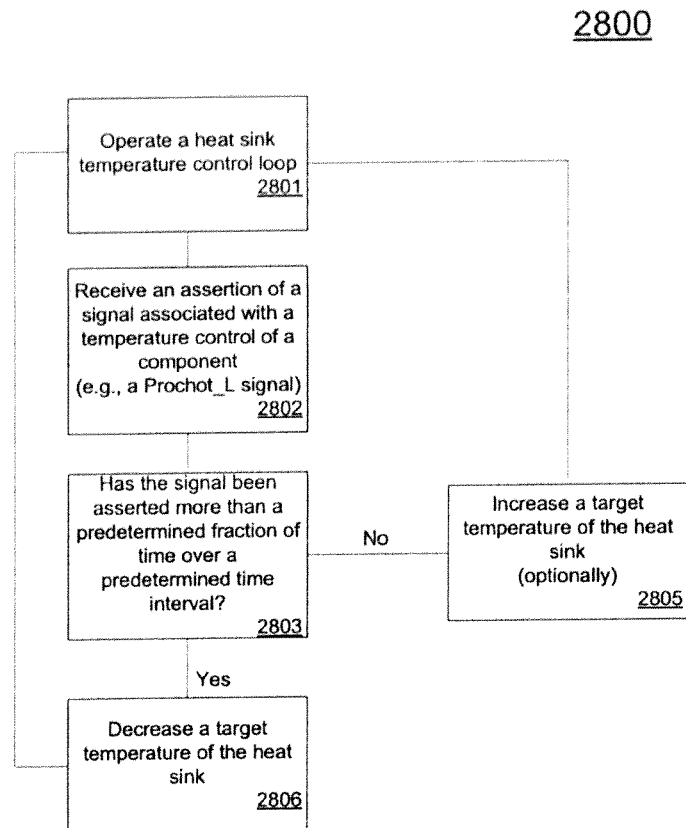 2800
Operate a heat sink
temperature control loop
2801
Receive an assertion of a
signal associated with a
temperature control of a
component
(e.g., a Prochot_L signal)
2802
Has the signal been
asserted more than a
predetermined fraction of
time over a
predetermined time
interval?
2803
No
Increase a target
temperature of the heat
sink
(optionally)
2805
Yes
Decrease a target
temperature of the heat
sink
2806